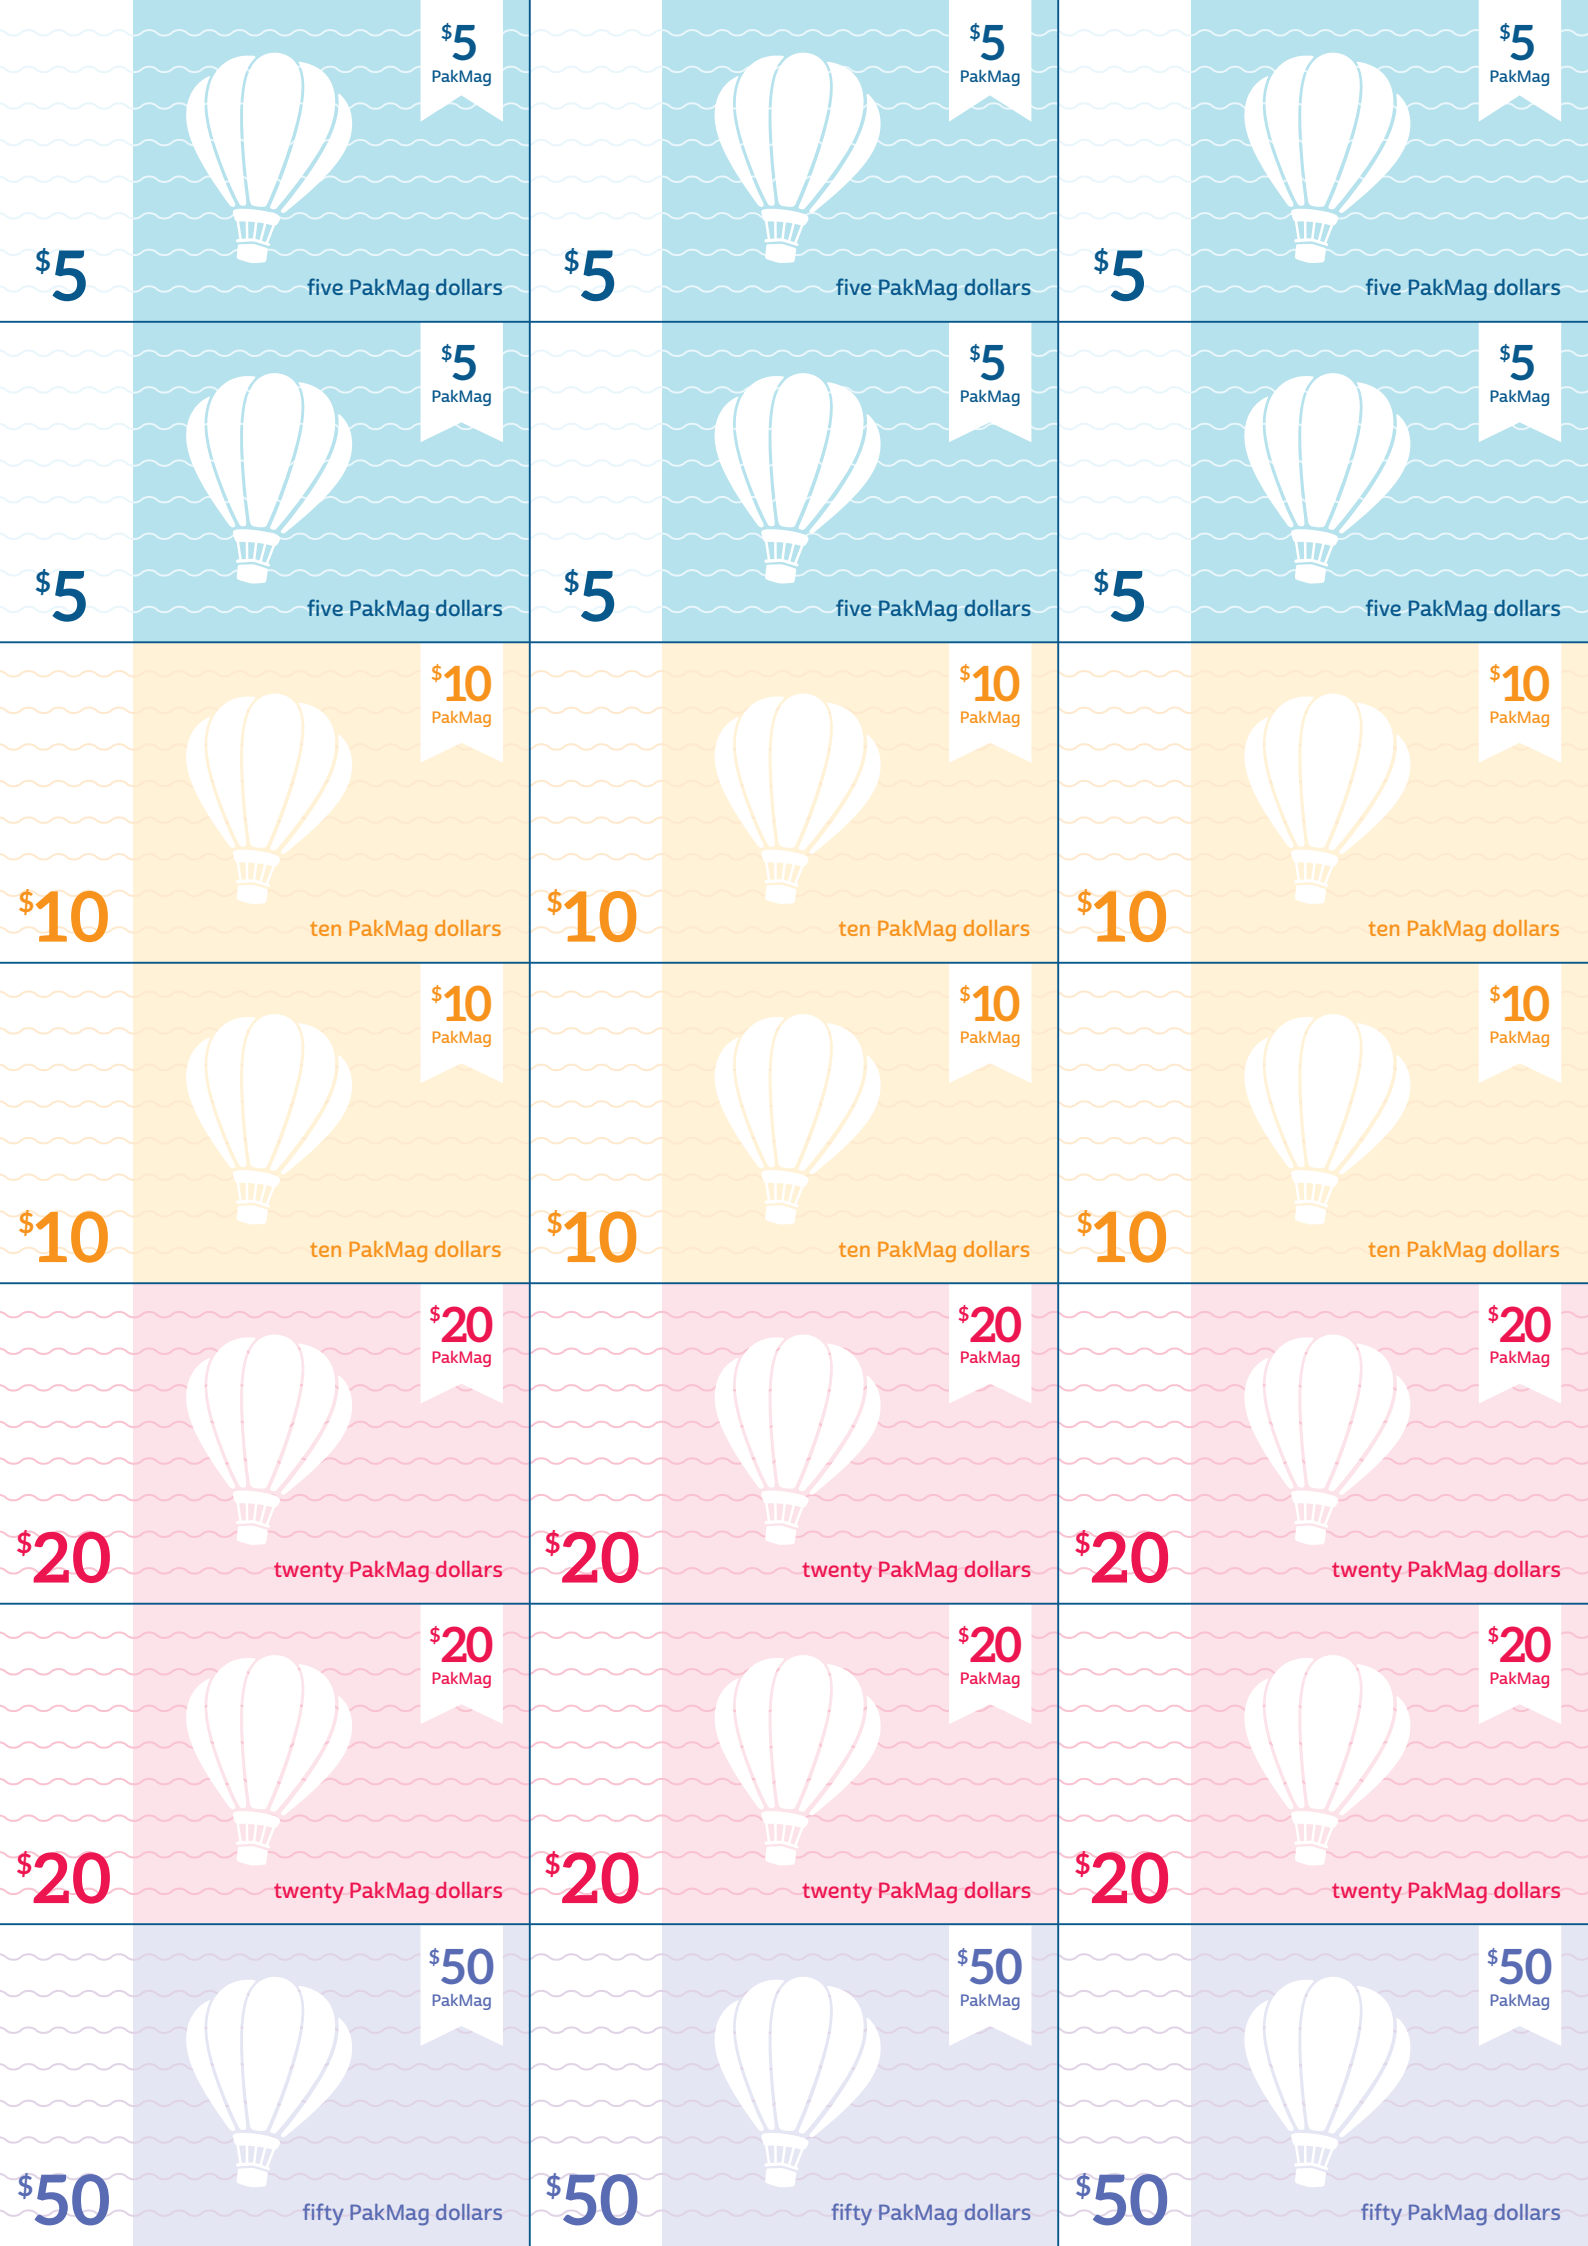 $5 $5 $5
PakMag PakMag PakMag
$5 $5 $5
five PakMag dollars five PakMag dollars five PakMag dollars
$5 $5 $5
PakMag PakMag PakMag
$5 $5 $5
five PakMag dollars five PakMag dollars five PakMag dollars
$10 $10 $10
PakMag PakMag PakMag
$10 $10 $10
ten PakMag dollars ten PakMag dollars ten PakMag dollars
$10 $10 $10
PakMag PakMag PakMag
$10 $10 $10
ten PakMag dollars ten PakMag dollars ten PakMag dollars
$20 $20 $20
PakMag PakMag PakMag
$20 $20 $20
twenty PakMag dollars twenty PakMag dollars twenty PakMag dollars
$20 $20 $20
PakMag PakMag PakMag
$20 $20 $20
twenty PakMag dollars twenty PakMag dollars twenty PakMag dollars
$50 $50 $50
PakMag PakMag PakMag
$50 $50 $50
fifty PakMag dollars fifty PakMag dollars fifty PakMag dollars